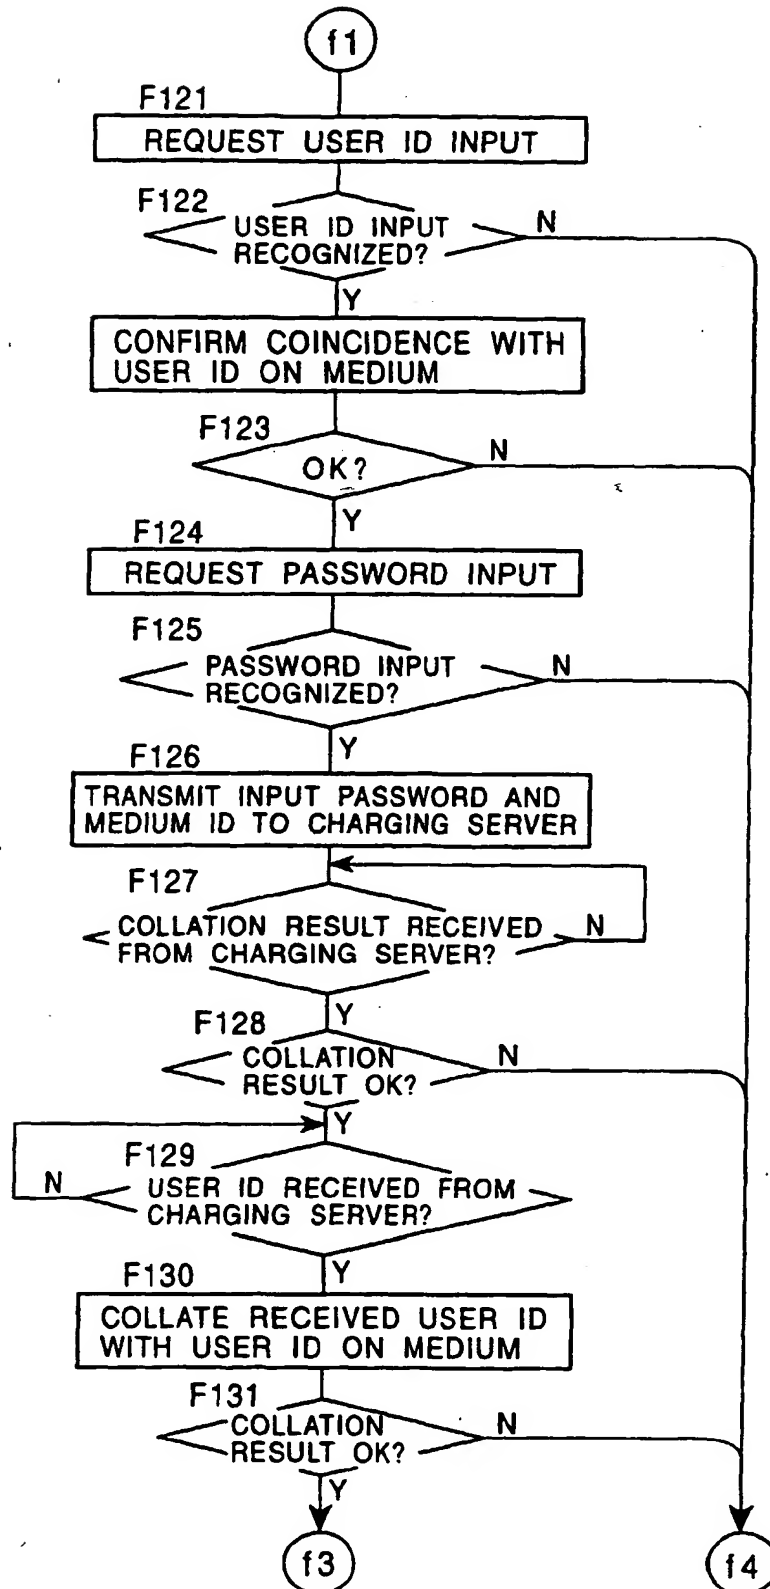 f1
F121
REQUEST USER ID INPUT
F122
USER ID INPUT
RECOGNIZED?
N
Y
CONFIRM COINCIDENCE WITH
USER ID ON MEDIUM
F123
OK?
N
Y
F124
REQUEST PASSWORD INPUT
F125
PASSWORD INPUT
RECOGNIZED?
N
Y
F126
TRANSMIT INPUT PASSWORD AND
MEDIUM ID TO CHARGING SERVER
F127
COLLATION RESULT RECEIVED
FROM CHARGING SERVER?
N
Y
F128
COLLATION
RESULT OK?
N
Y
F129
N
USER ID RECEIVED FROM
CHARGING SERVER?
Y
F130
COLLATE RECEIVED USER ID
WITH USER ID ON MEDIUM
F131
COLLATION
RESULT OK?
N
Y
f3
f4